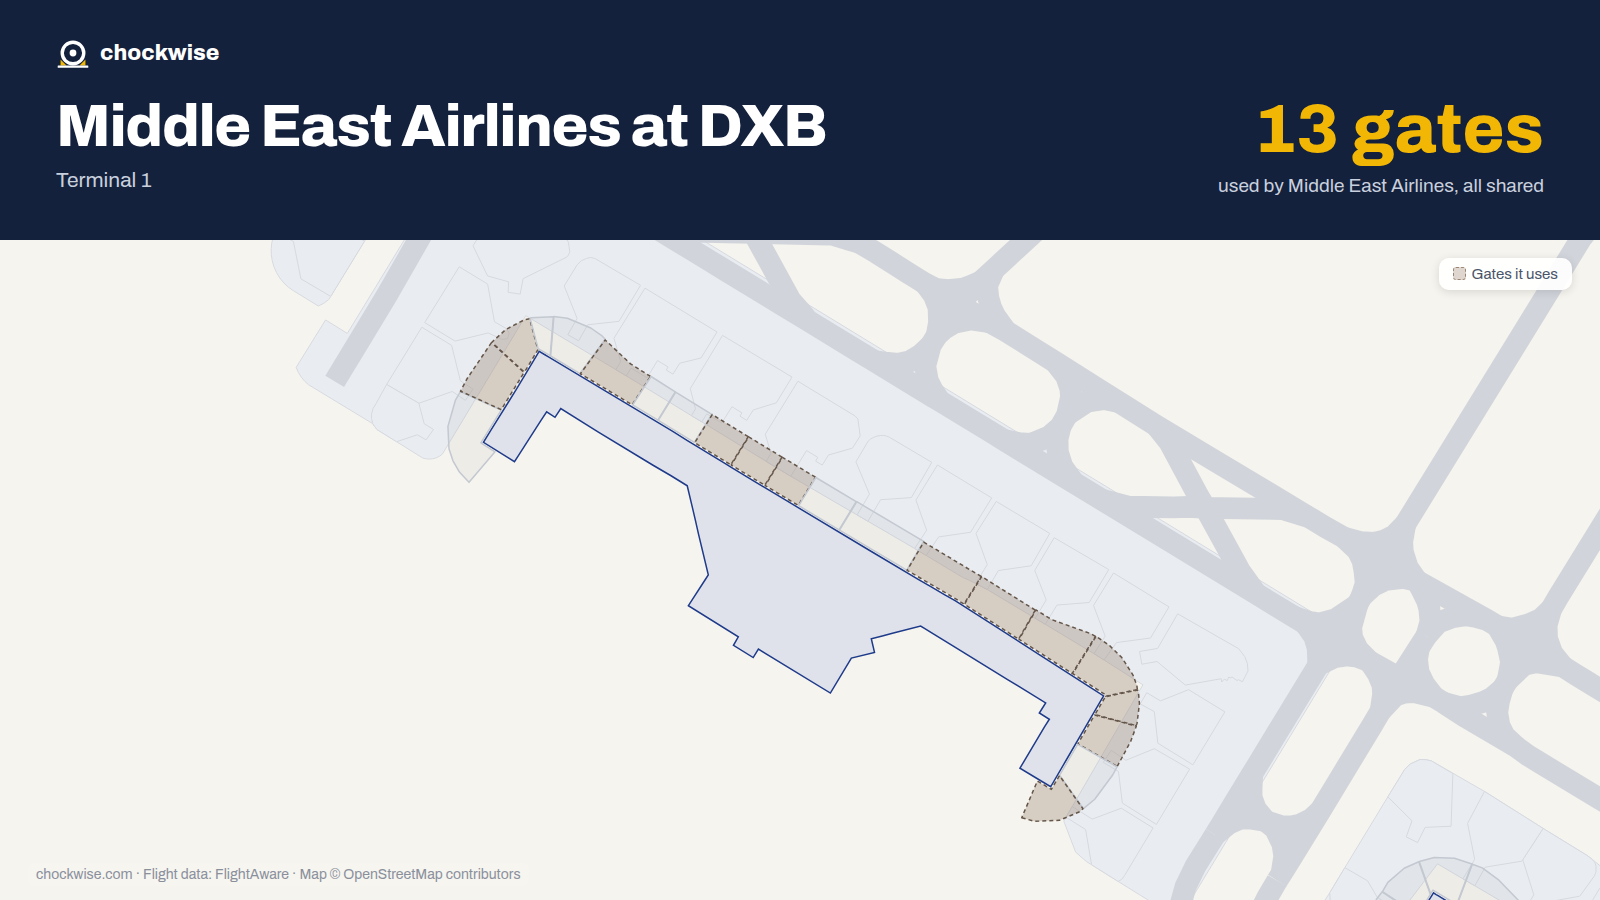 chockwise
Middle East Airlines at DXB
Terminal 1
13 gates
used by Middle East Airlines, all shared
Gates it uses
chockwise.com · Flight data: FlightAware · Map © OpenStreetMap contributors